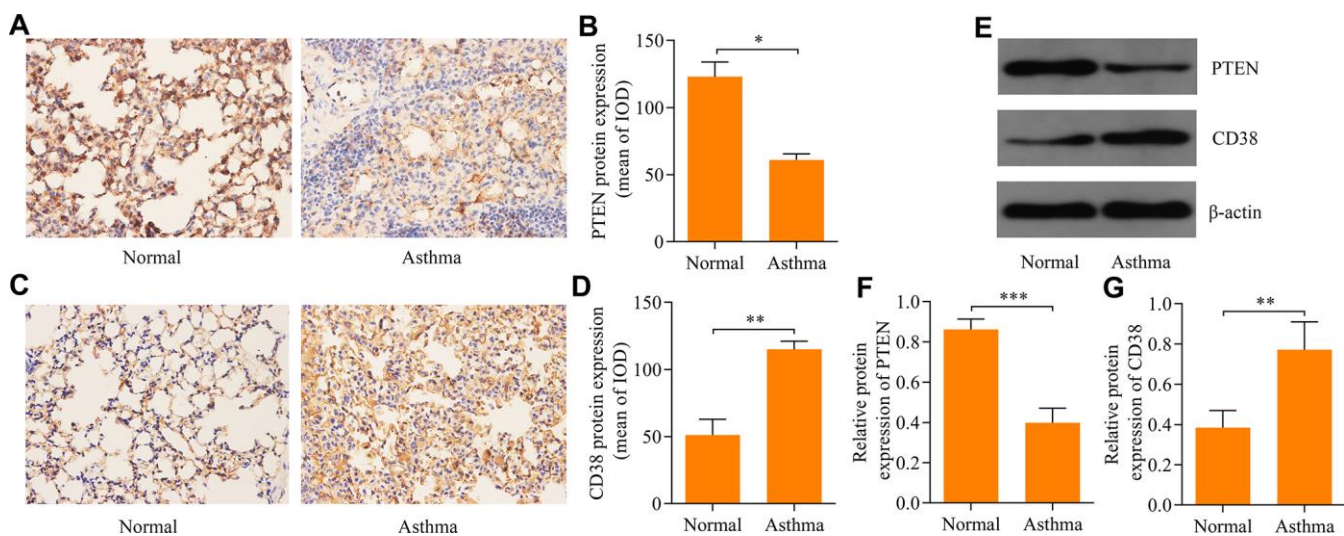 A
Normal
Asthma
B
PTEN protein expression
(mean of IOD)
150
100
50
0
*
Normal
Asthma
C
Normal
Asthma
D
CD38 protein expression
(mean of IOD)
150
100
50
0
**
Normal
Asthma
E
PTEN
CD38
β-actin
Normal
Asthma
F
Relative protein
expression of PTEN
1.0
0.8
0.6
0.4
0.2
0.0
***
Normal
Asthma
G
Relative protein
expression of CD38
1.0
0.8
0.6
0.4
0.2
0.0
**
Normal
Asthma